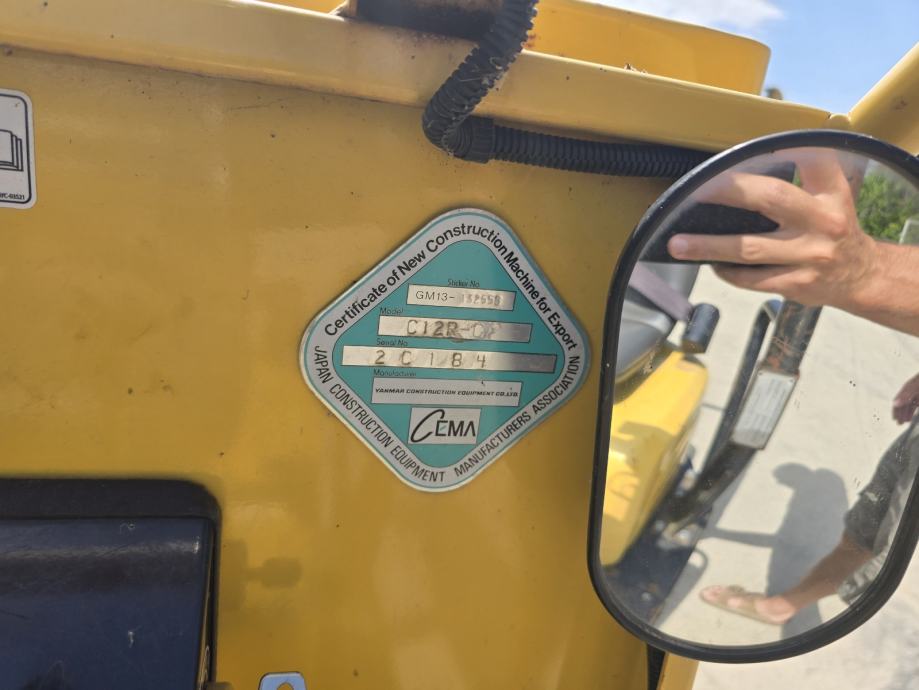 Certificate of New Construction Machine for Export
Sticker No.
GM13-
Model
C12R-
Serial No.
2C184
Manufacturer
YANMAR CONSTRUCTION EQUIPMENT CO.,LTD.
CEMA
JAPAN CONSTRUCTION EQUIPMENT MANUFACTURERS ASSOCIATION